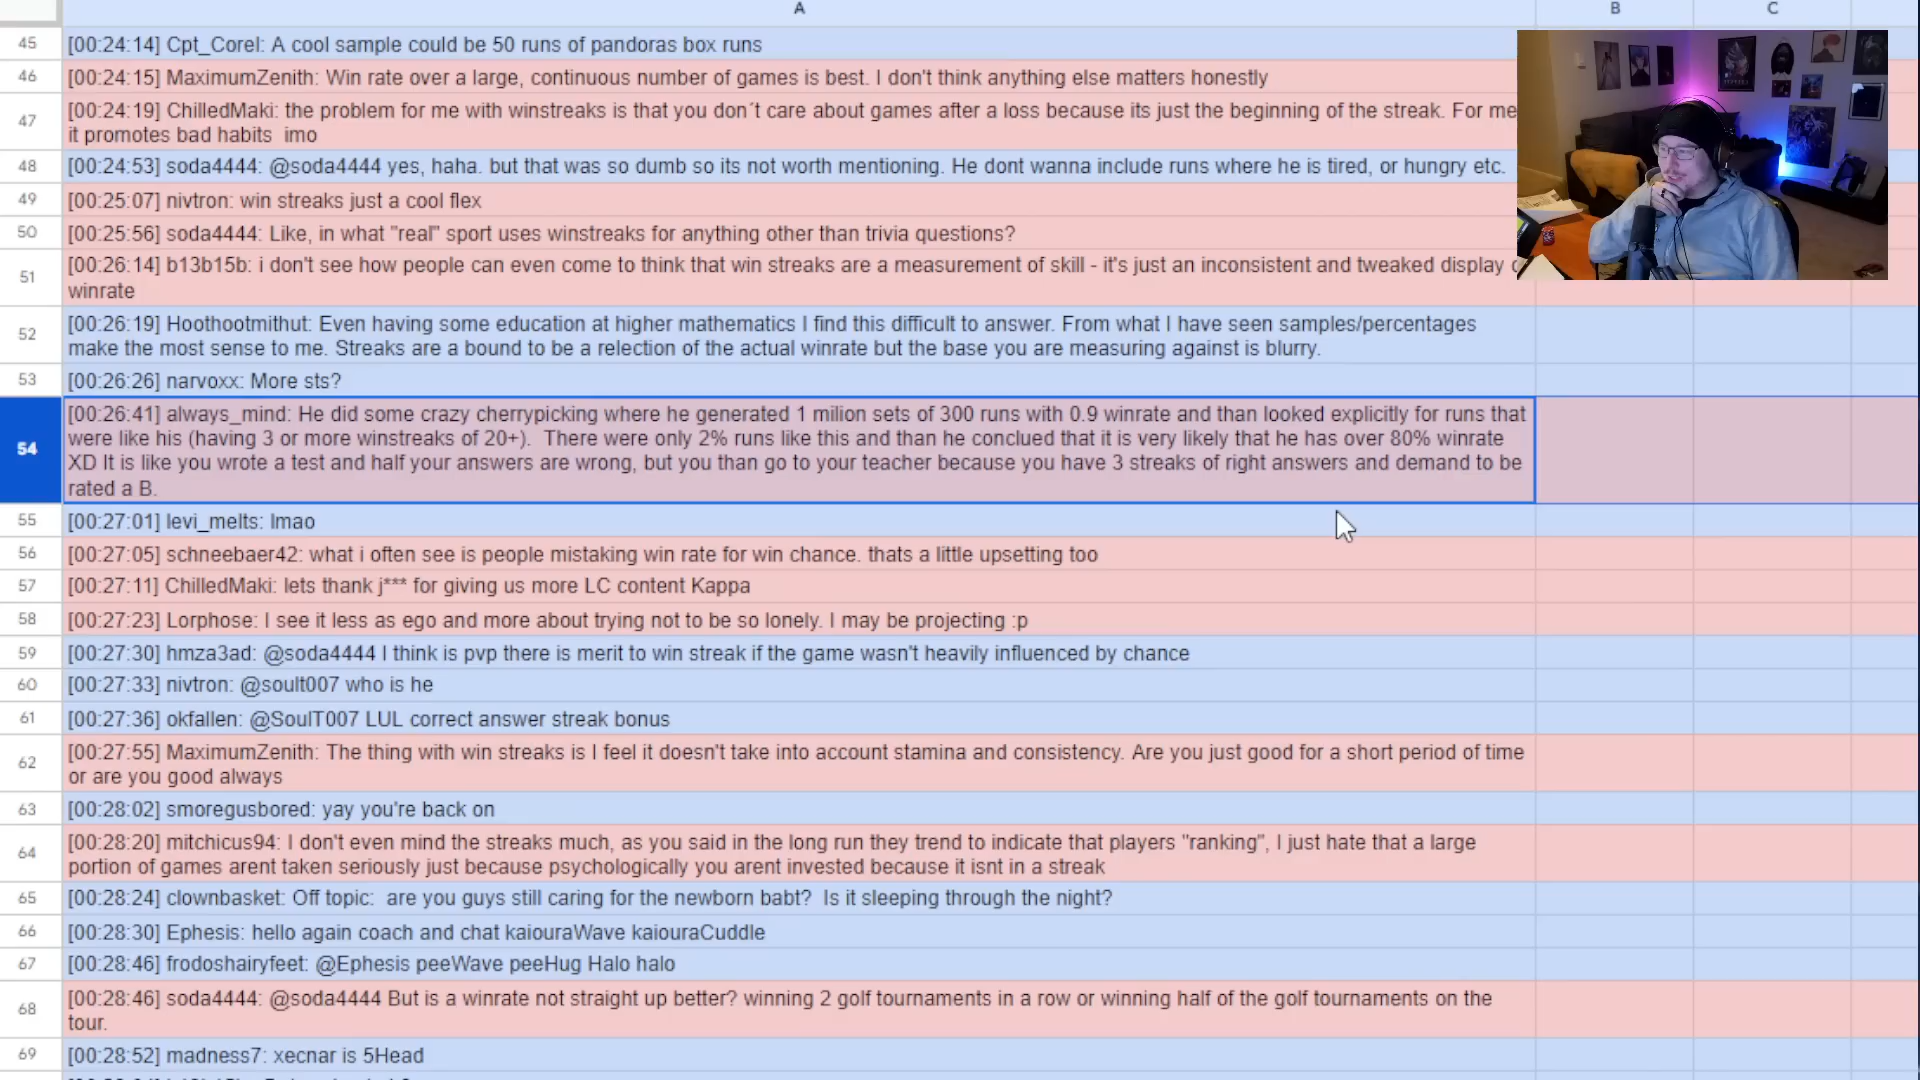 A B C
45 [00:24:14] Cpt_Corel: A cool sample could be 50 runs of pandoras box runs
46 [00:24:15] MaximumZenith: Win rate over a large, continuous number of games is best. I don't think anything else matters honestly
47 [00:24:19] ChilledMaki: the problem for me with winstreaks is that you don´t care about games after a loss because its just the beginning of the streak. For me
it promotes bad habits  imo
48 [00:24:53] soda4444: @soda4444 yes, haha. but that was so dumb so its not worth mentioning. He dont wanna include runs where he is tired, or hungry etc.
49 [00:25:07] nivtron: win streaks just a cool flex
50 [00:25:56] soda4444: Like, in what "real" sport uses winstreaks for anything other than trivia questions?
51 [00:26:14] b13b15b: i don't see how people can even come to think that win streaks are a measurement of skill - it's just an inconsistent and tweaked display
winrate
52 [00:26:19] Hoothootmithut: Even having some education at higher mathematics I find this difficult to answer. From what I have seen samples/percentages
make the most sense to me. Streaks are a bound to be a relection of the actual winrate but the base you are measuring against is blurry.
53 [00:26:26] narvoxx: More sts?
54 [00:26:41] always_mind: He did some crazy cherrypicking where he generated 1 milion sets of 300 runs with 0.9 winrate and than looked explicitly for runs that
were like his (having 3 or more winstreaks of 20+).  There were only 2% runs like this and than he concluded that it is very likely that he has over 80% winrate
XD It is like you wrote a test and half your answers are wrong, but you than go to your teacher because you have 3 streaks of right answers and demand to be
rated a B.
55 [00:27:01] levi_melts: lmao
56 [00:27:05] schneebaer42: what i often see is people mistaking win rate for win chance. thats a little upsetting too
57 [00:27:11] ChilledMaki: lets thank j*** for giving us more LC content Kappa
58 [00:27:23] Lorphose: I see it less as ego and more about trying not to be so lonely. I may be projecting :p
59 [00:27:30] hmza3ad: @soda4444 I think is pvp there is merit to win streak if the game wasn't heavily influenced by chance
60 [00:27:33] nivtron: @soult007 who is he
61 [00:27:36] okfallen: @SoulT007 LUL correct answer streak bonus
62 [00:27:55] MaximumZenith: The thing with win streaks is I feel it doesn't take into account stamina and consistency. Are you just good for a short period of time
or are you good always
63 [00:28:02] smoregusbored: yay you're back on
64 [00:28:20] mitchicus94: I don't even mind the streaks much, as you said in the long run they trend to indicate that players "ranking", I just hate that a large
portion of games arent taken seriously just because psychologically you arent invested because it isnt in a streak
65 [00:28:24] clownbasket: Off topic:  are you guys still caring for the newborn babt?  Is it sleeping through the night?
66 [00:28:30] Ephesis: hello again coach and chat kaiouraWave kaiouraCuddle
67 [00:28:46] frodoshairyfeet: @Ephesis peeWave peeHug Halo halo
68 [00:28:46] soda4444: @soda4444 But is a winrate not straight up better? winning 2 golf tournaments in a row or winning half of the golf tournaments on the
tour.
69 [00:28:52] madness7: xecnar is 5Head